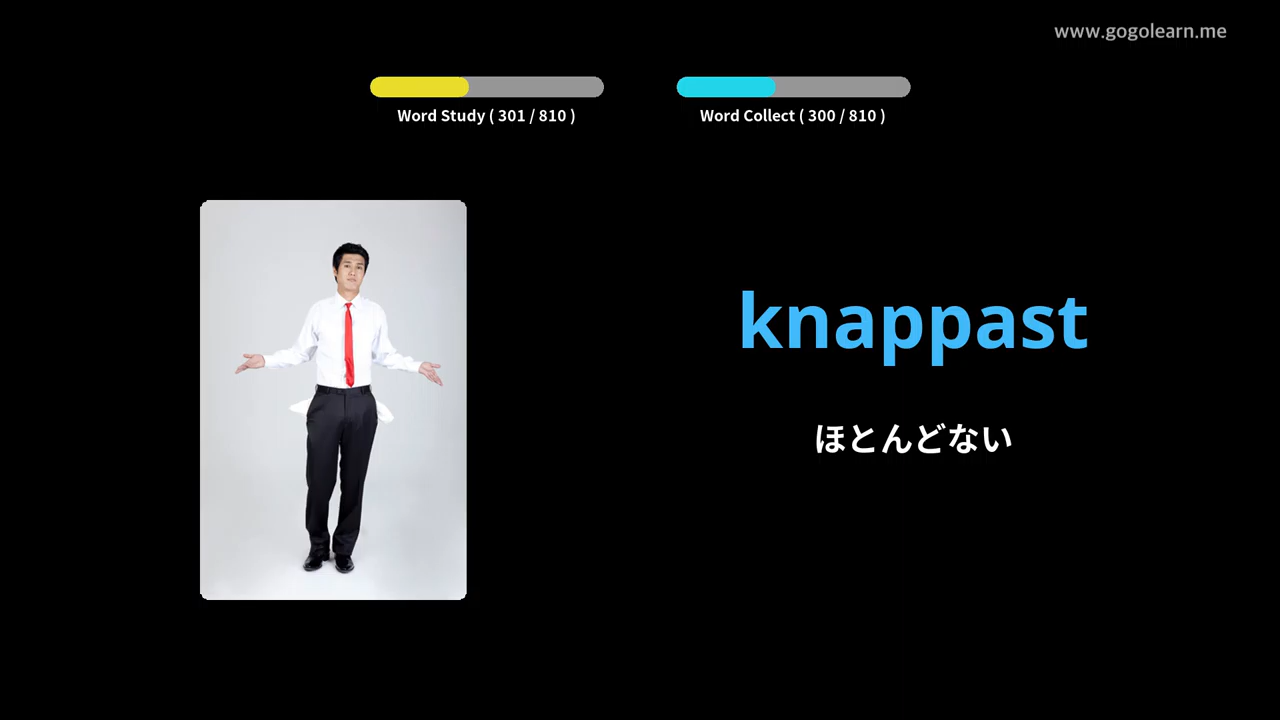 www.gogolearn.me
Word Study ( 301 / 810 )
Word Collect ( 300 / 810 )
knappast
ほとんどない